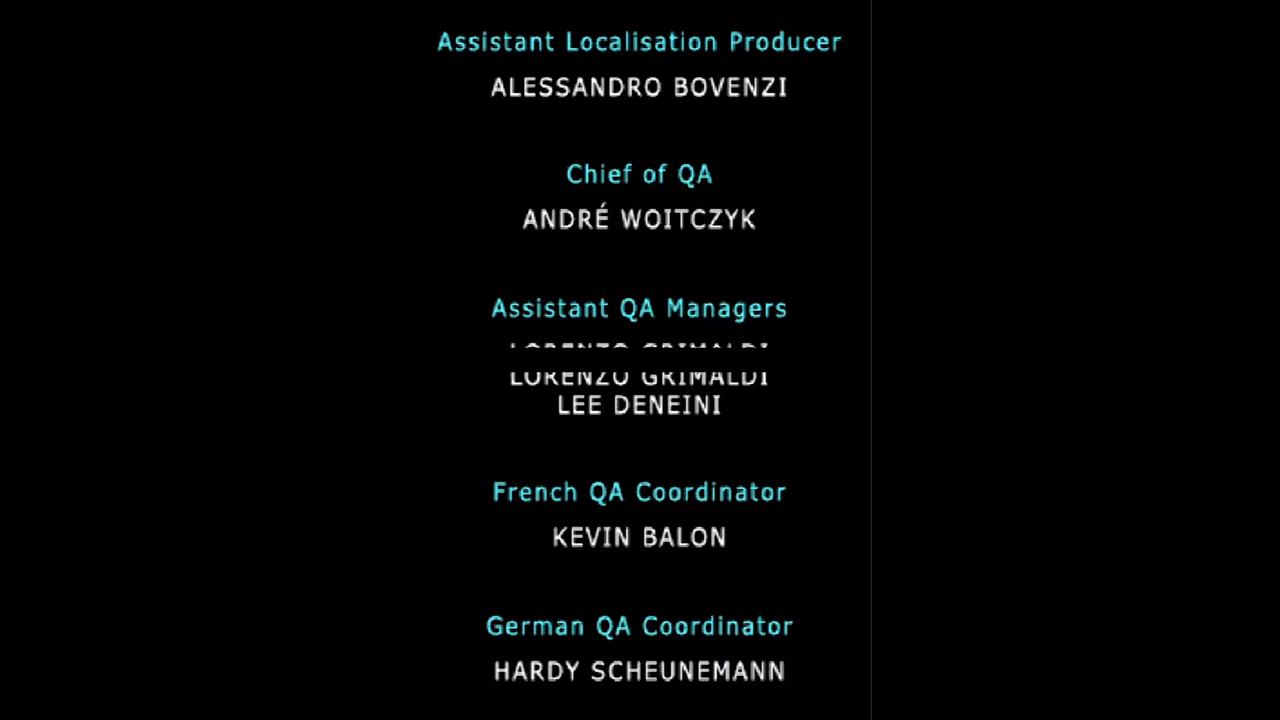 Assistant Localisation Producer
ALESSANDRO BOVENZI
Chief of QA
ANDRÉ WOITCZYK
Assistant QA Managers
LORENZO GRIMALDI
LEE DENEINI
French QA Coordinator
KEVIN BALON
German QA Coordinator
HARDY SCHEUNEMANN